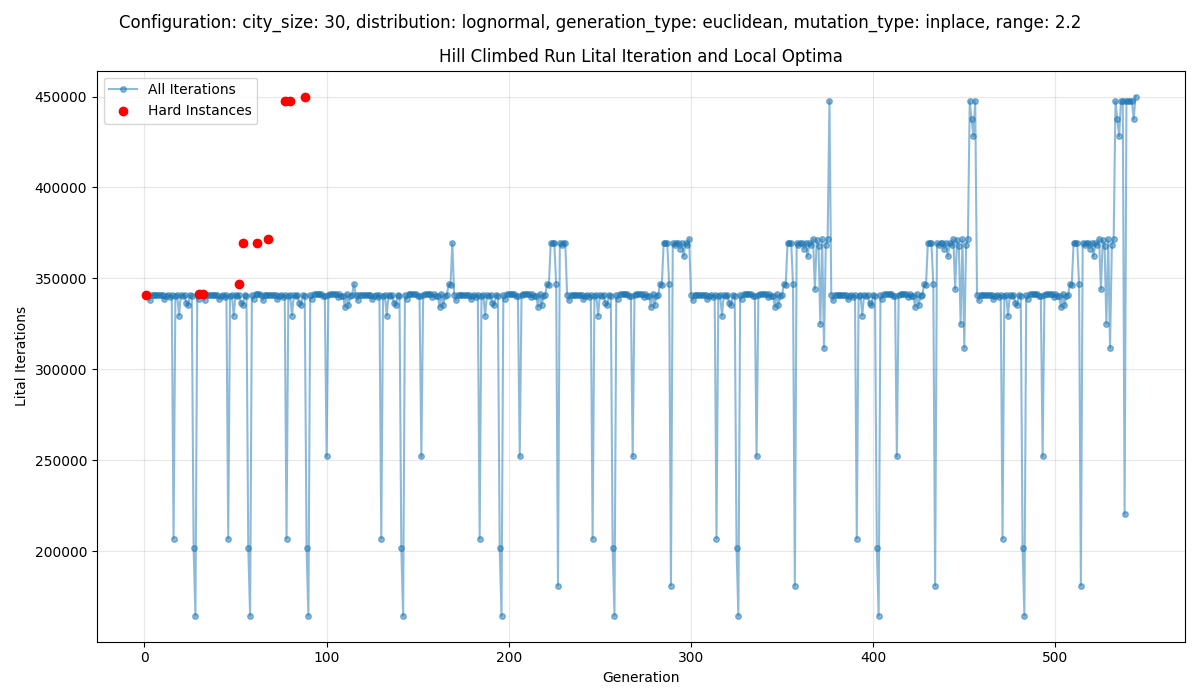 Configuration: city_size: 30, distribution: lognormal, generation_type: euclidean, mutation_type: inplace, range: 2.2
Hill Climbed Run Lital Iteration and Local Optima
All Iterations
Hard Instances
Lital Iterations
450000
400000
350000
300000
250000
200000
0
100
200
300
400
500
Generation